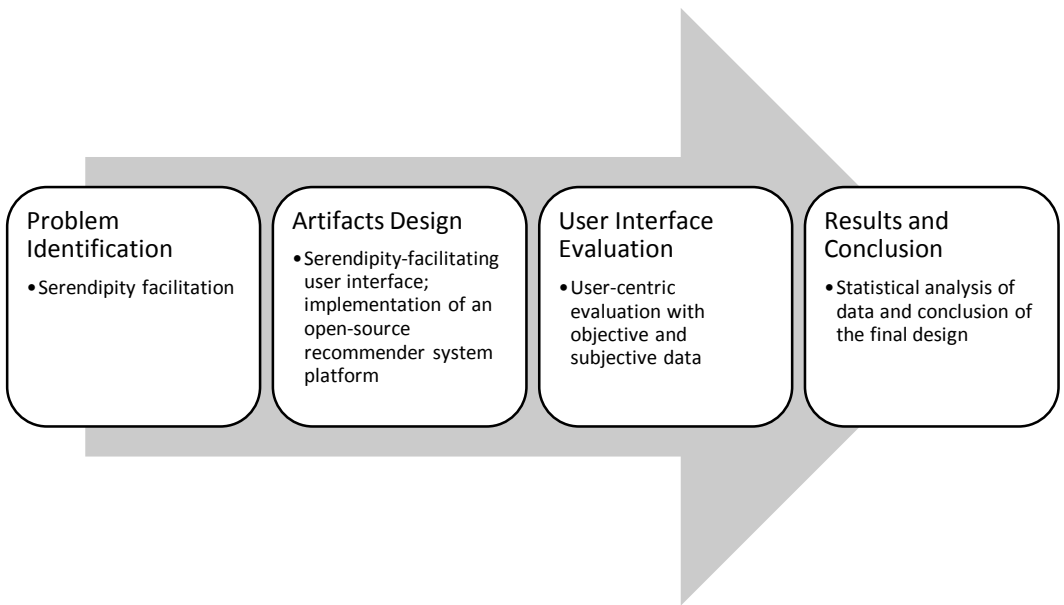 Problem
Identification
•Serendipity facilitation
Artifacts Design
•Serendipity-facilitating
user interface;
implementation of an
open-source
recommender system
platform
User Interface
Evaluation
•User-centric
evaluation with
objective and
subjective data
Results and
Conclusion
•Statistical analysis of
data and conclusion of
the final design